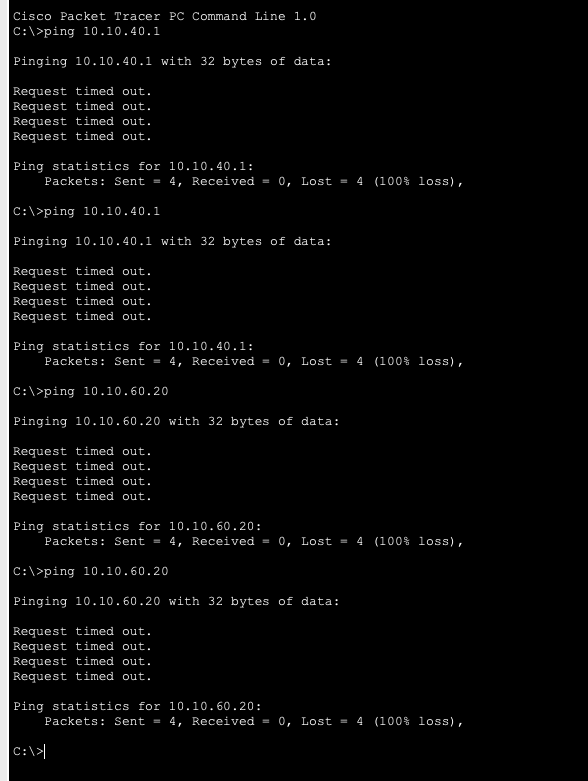 Cisco Packet Tracer PC Command Line 1.0
C:\>ping 10.10.40.1
Pinging 10.10.40.1 with 32 bytes of data:
Request timed out.
Request timed out.
Request timed out.
Request timed out.
Ping statistics for 10.10.40.1:
    Packets: Sent = 4, Received = 0, Lost = 4 (100% loss),
C:\>ping 10.10.40.1
Pinging 10.10.40.1 with 32 bytes of data:
Request timed out.
Request timed out.
Request timed out.
Request timed out.
Ping statistics for 10.10.40.1:
    Packets: Sent = 4, Received = 0, Lost = 4 (100% loss),
C:\>ping 10.10.60.20
Pinging 10.10.60.20 with 32 bytes of data:
Request timed out.
Request timed out.
Request timed out.
Request timed out.
Ping statistics for 10.10.60.20:
    Packets: Sent = 4, Received = 0, Lost = 4 (100% loss),
C:\>ping 10.10.60.20
Pinging 10.10.60.20 with 32 bytes of data:
Request timed out.
Request timed out.
Request timed out.
Request timed out.
Ping statistics for 10.10.60.20:
    Packets: Sent = 4, Received = 0, Lost = 4 (100% loss),
C:\>